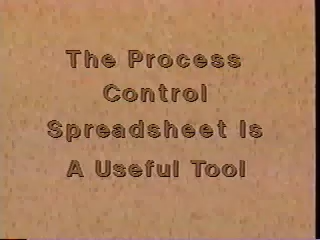 The Process
Control
Spreadsheet Is
A Useful Tool